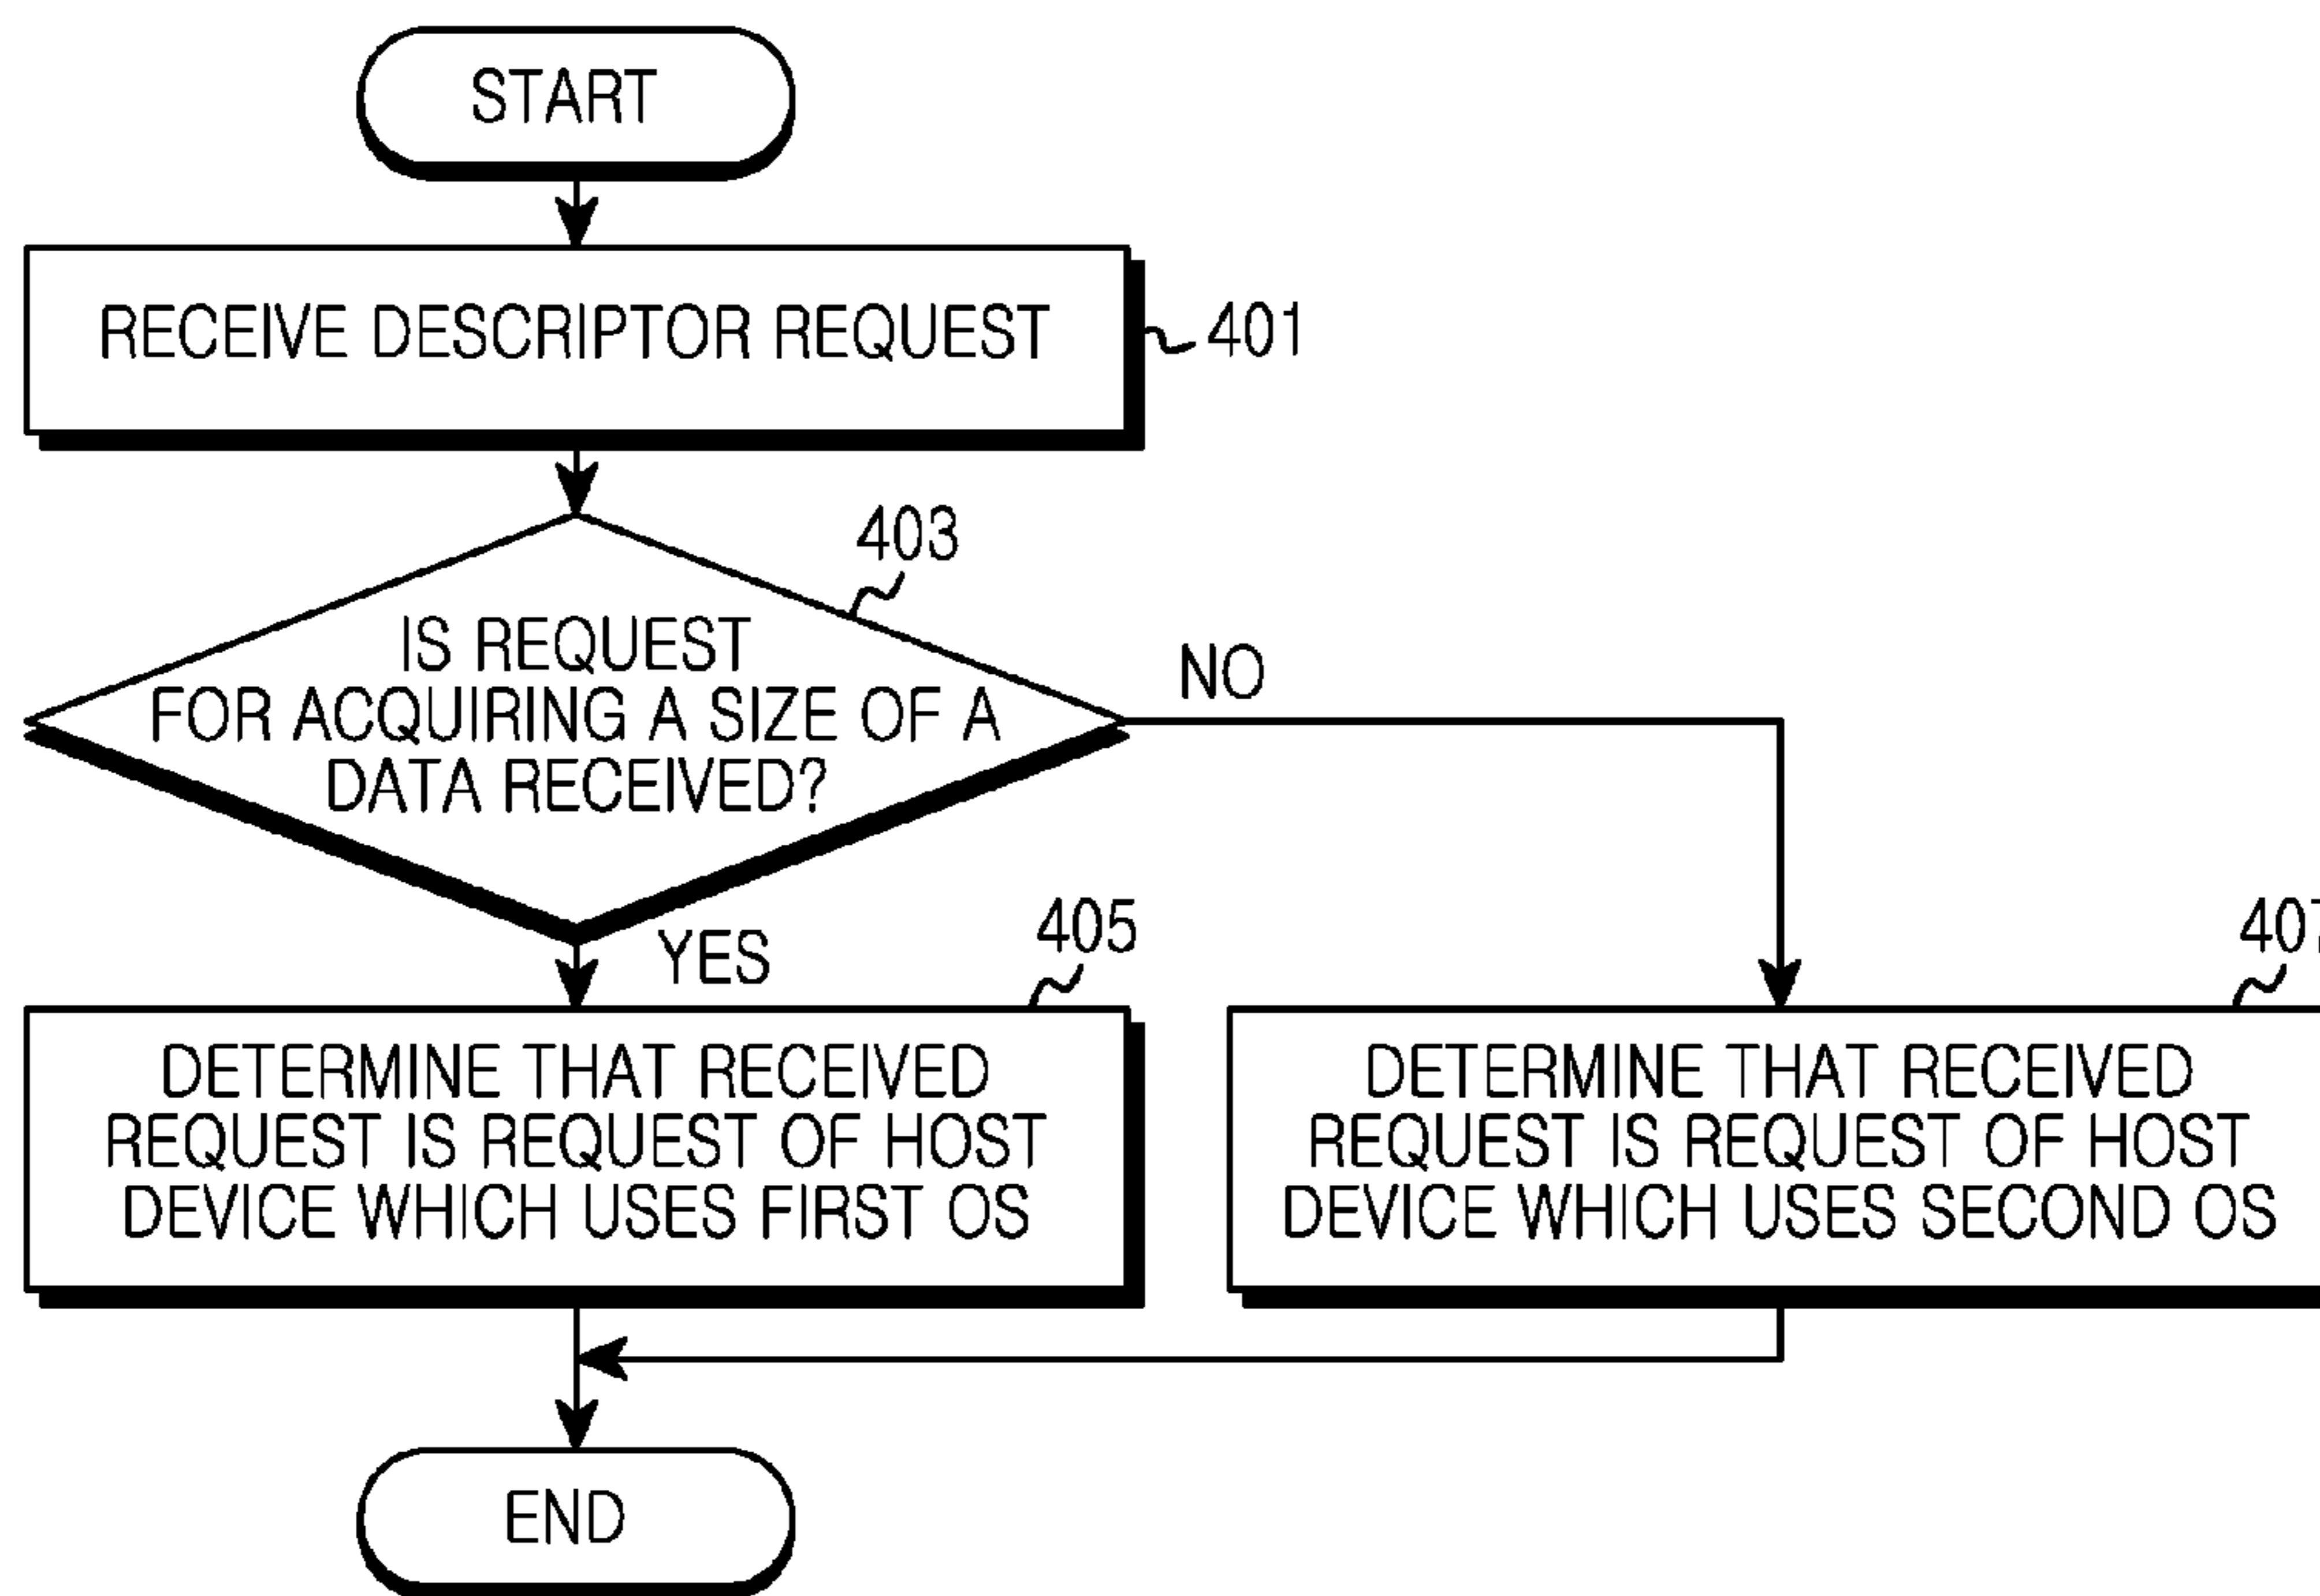 START
RECEIVE DESCRIPTOR REQUEST
401
403
IS REQUEST
FOR ACQUIRING A SIZE OF A
DATA RECEIVED?
NO
YES
405
DETERMINE THAT RECEIVED
REQUEST IS REQUEST OF HOST
DEVICE WHICH USES FIRST OS
407
DETERMINE THAT RECEIVED
REQUEST IS REQUEST OF HOST
DEVICE WHICH USES SECOND OS
END